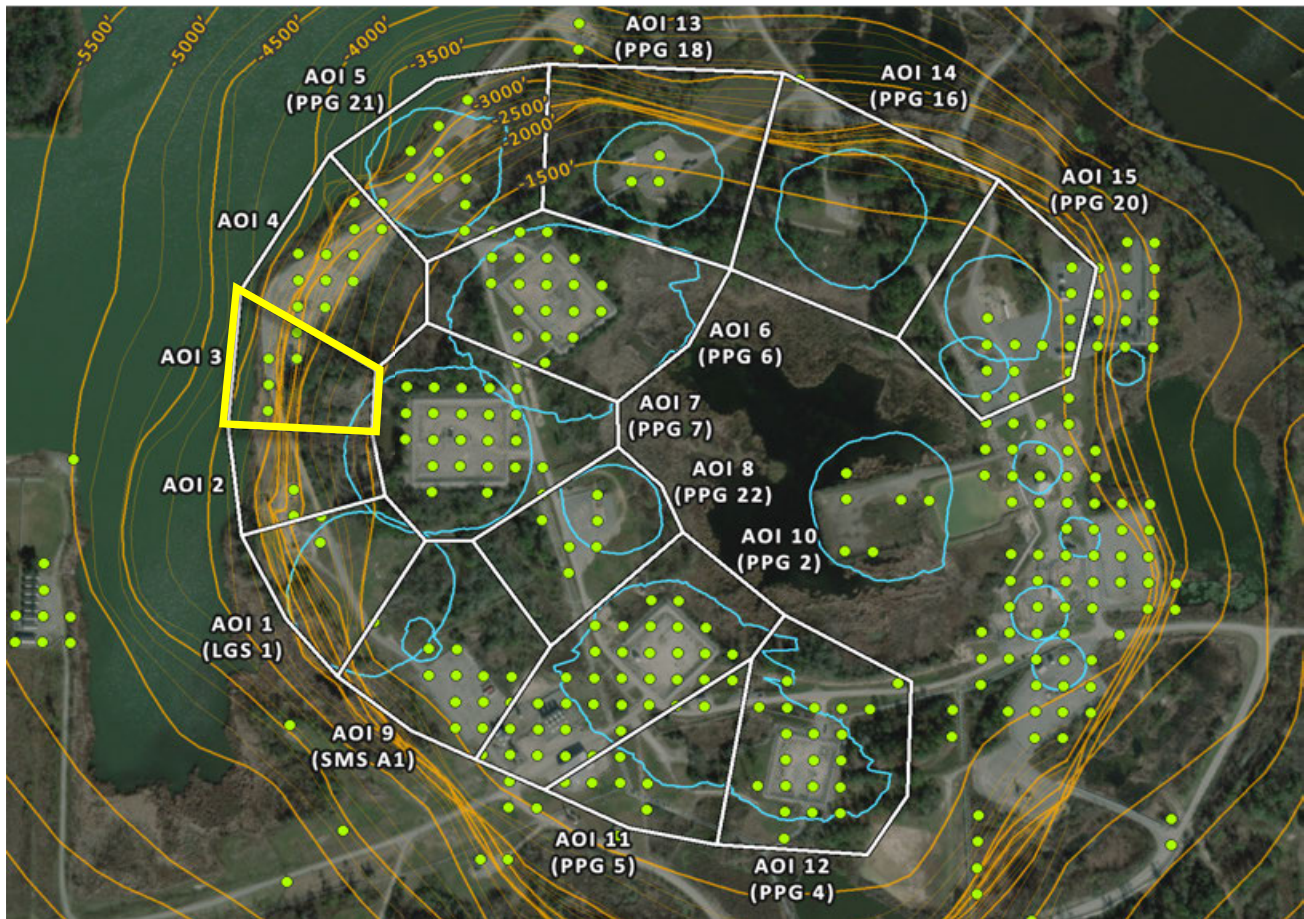 -5500'
-5000'
-4500'
-4000'
-3500'
-3000'
-2500'
-2000'
-1500'
AOI 13
(PPG 18)
AOI 14
(PPG 16)
AOI 5
(PPG 21)
AOI 15
(PPG 20)
AOI 4
AOI 3
AOI 6
(PPG 6)
AOI 7
(PPG 7)
AOI 2
AOI 8
(PPG 22)
AOI 10
(PPG 2)
AOI 1
(LGS 1)
AOI 9
(SMS A1)
AOI 11
(PPG 5)
AOI 12
(PPG 4)